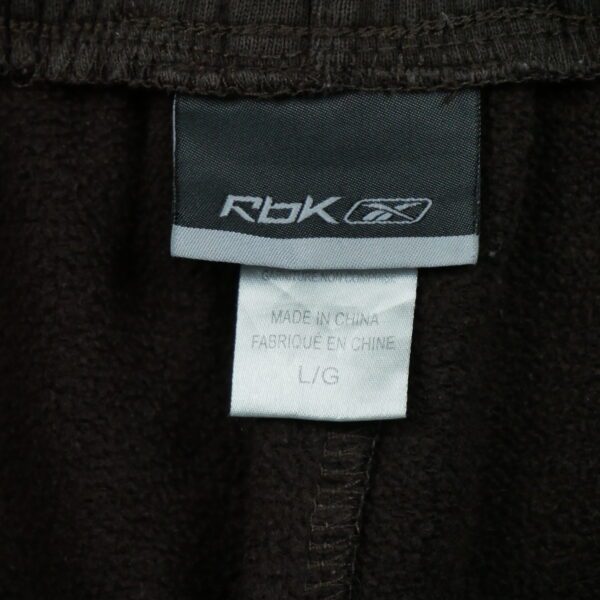 RbK
MADE IN CHINA
FABRIQUÉ EN CHINE
L/G